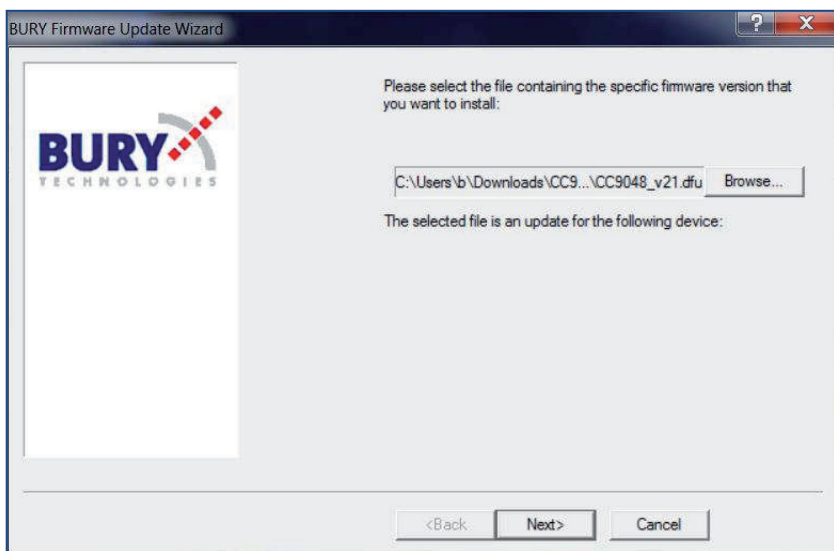 BURY Firmware Update Wizard
?
X
Please select the file containing the specific firmware version that
you want to install:
BURY
TECHNOLOGIES
C:\Users\b\Downloads\CC9...\CC9048_v21.dfu
Browse...
The selected file is an update for the following device:
<Back
Next>
Cancel